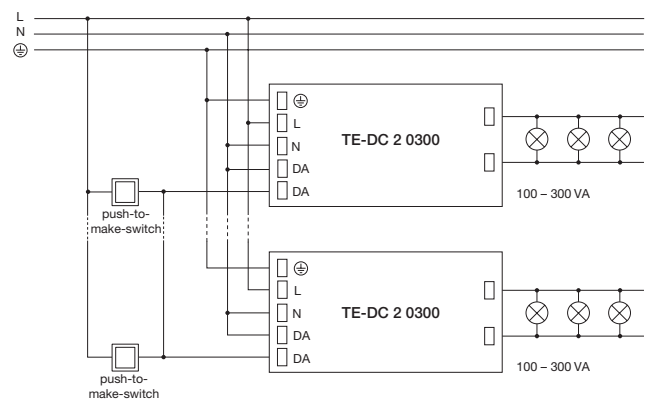 L
N
⏚
⏚
L
N
DA
DA
TE-DC 2 0300
100 – 300 VA
push-to-
make-switch
⏚
L
N
DA
DA
TE-DC 2 0300
100 – 300 VA
push-to-
make-switch